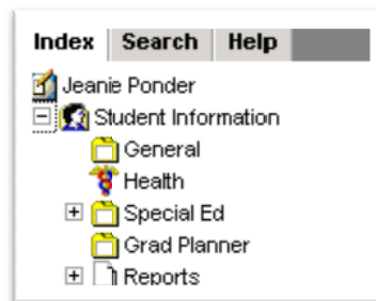 Index Search Help
Jeanie Ponder
Student Information
General
Health
Special Ed
Grad Planner
Reports